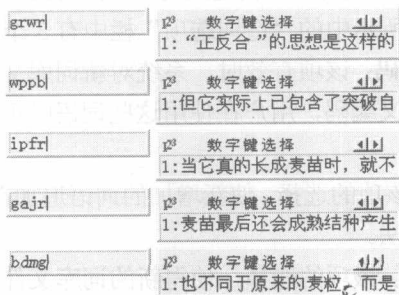 grwr
数字键选择
1:“正反合”的思想是这样的
wppb
数字键选择
1:但它实际上已包含了突破自
ipfr
数字键选择
1:当它真的长成麦苗时，就不
gajr
数字键选择
1:麦苗最后还会成熟结种产生
bdmg
数字键选择
1:也不同于原来的麦粒，而是